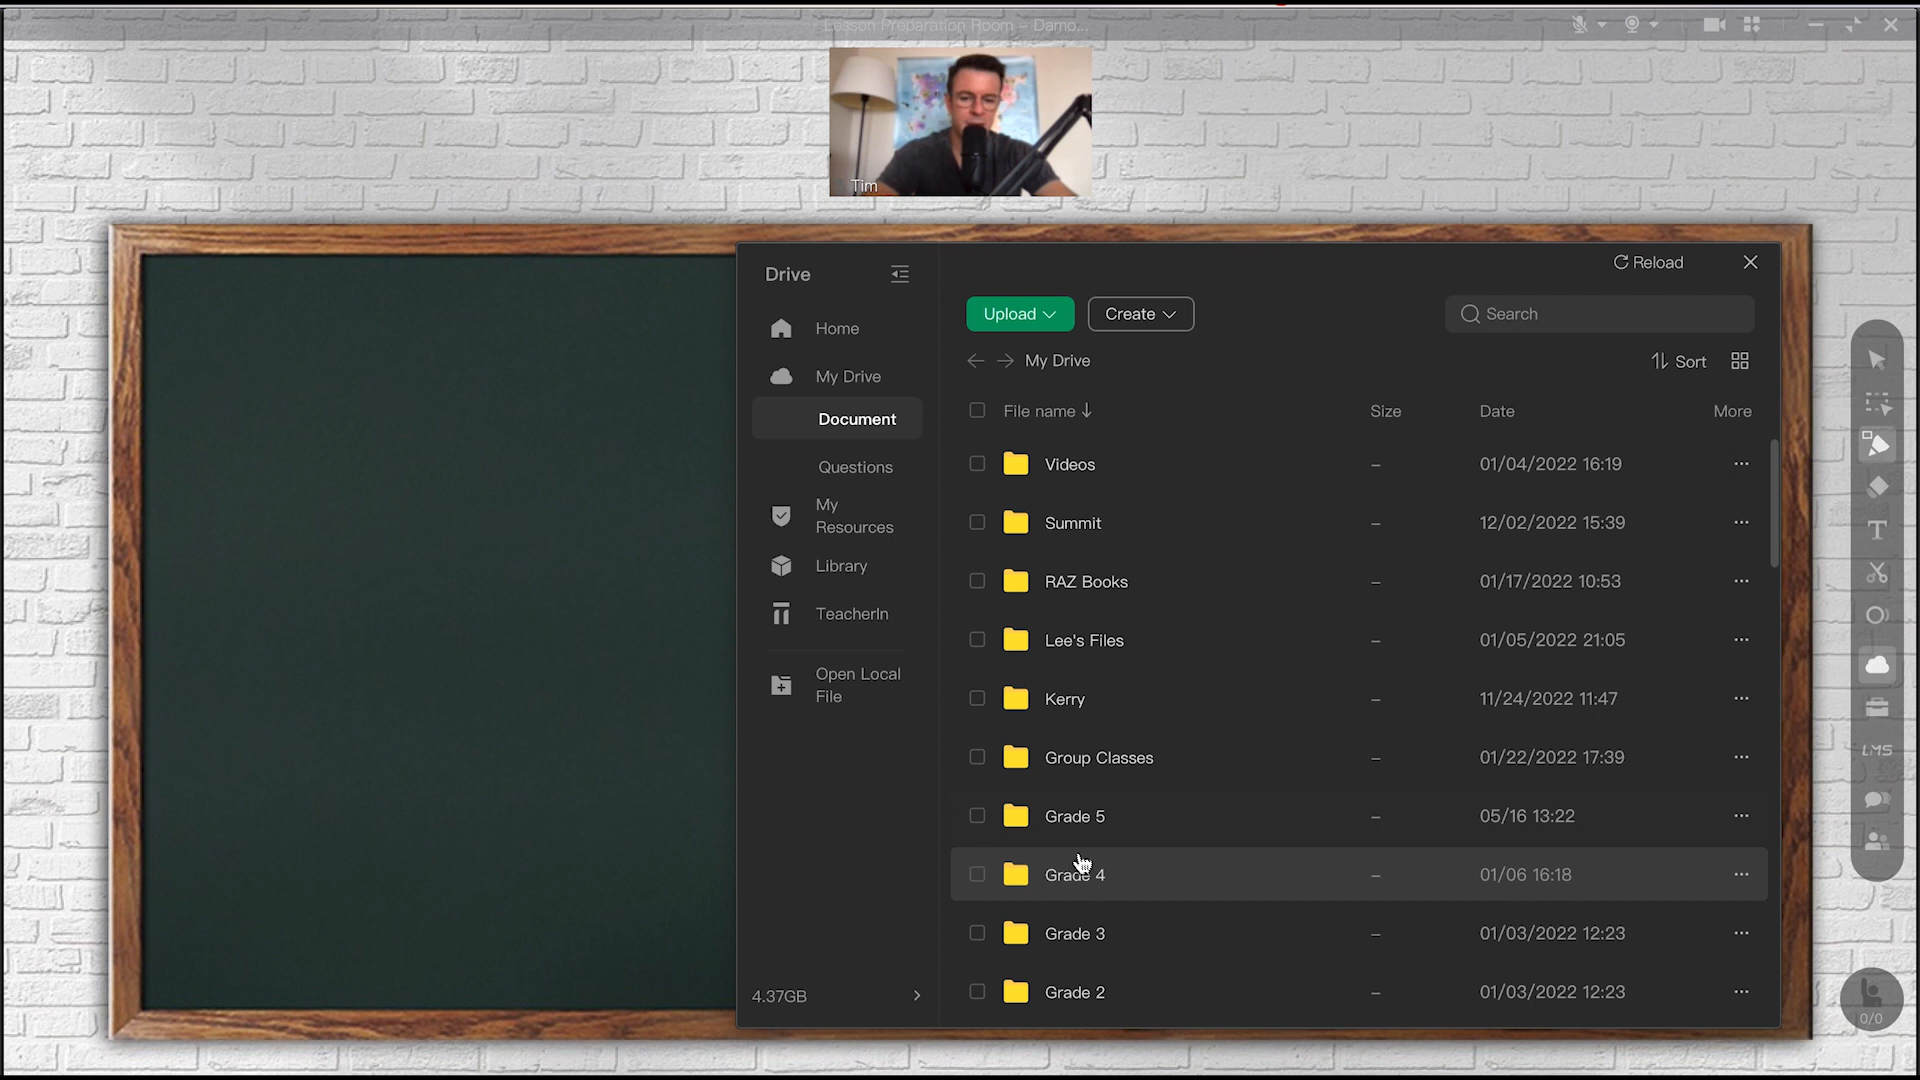 Lesson Preparation Room – Damo...
Tim
Drive
Reload
Upload
Create
Search
Home
My Drive
Sort
My Drive
Document
File name
Size
Date
More
Questions
Videos
–
01/04/2022 16:19
My
Resources
Summit
–
12/02/2022 15:39
Library
RAZ Books
–
01/17/2022 10:53
TeacherIn
Lee's Files
–
01/05/2022 21:05
Open Local
File
Kerry
–
11/24/2022 11:47
Group Classes
–
01/22/2022 17:39
Grade 5
–
05/16 13:22
Grade 4
–
01/06 16:18
Grade 3
–
01/03/2022 12:23
4.37GB
Grade 2
–
01/03/2022 12:23
T
LMS
0/0